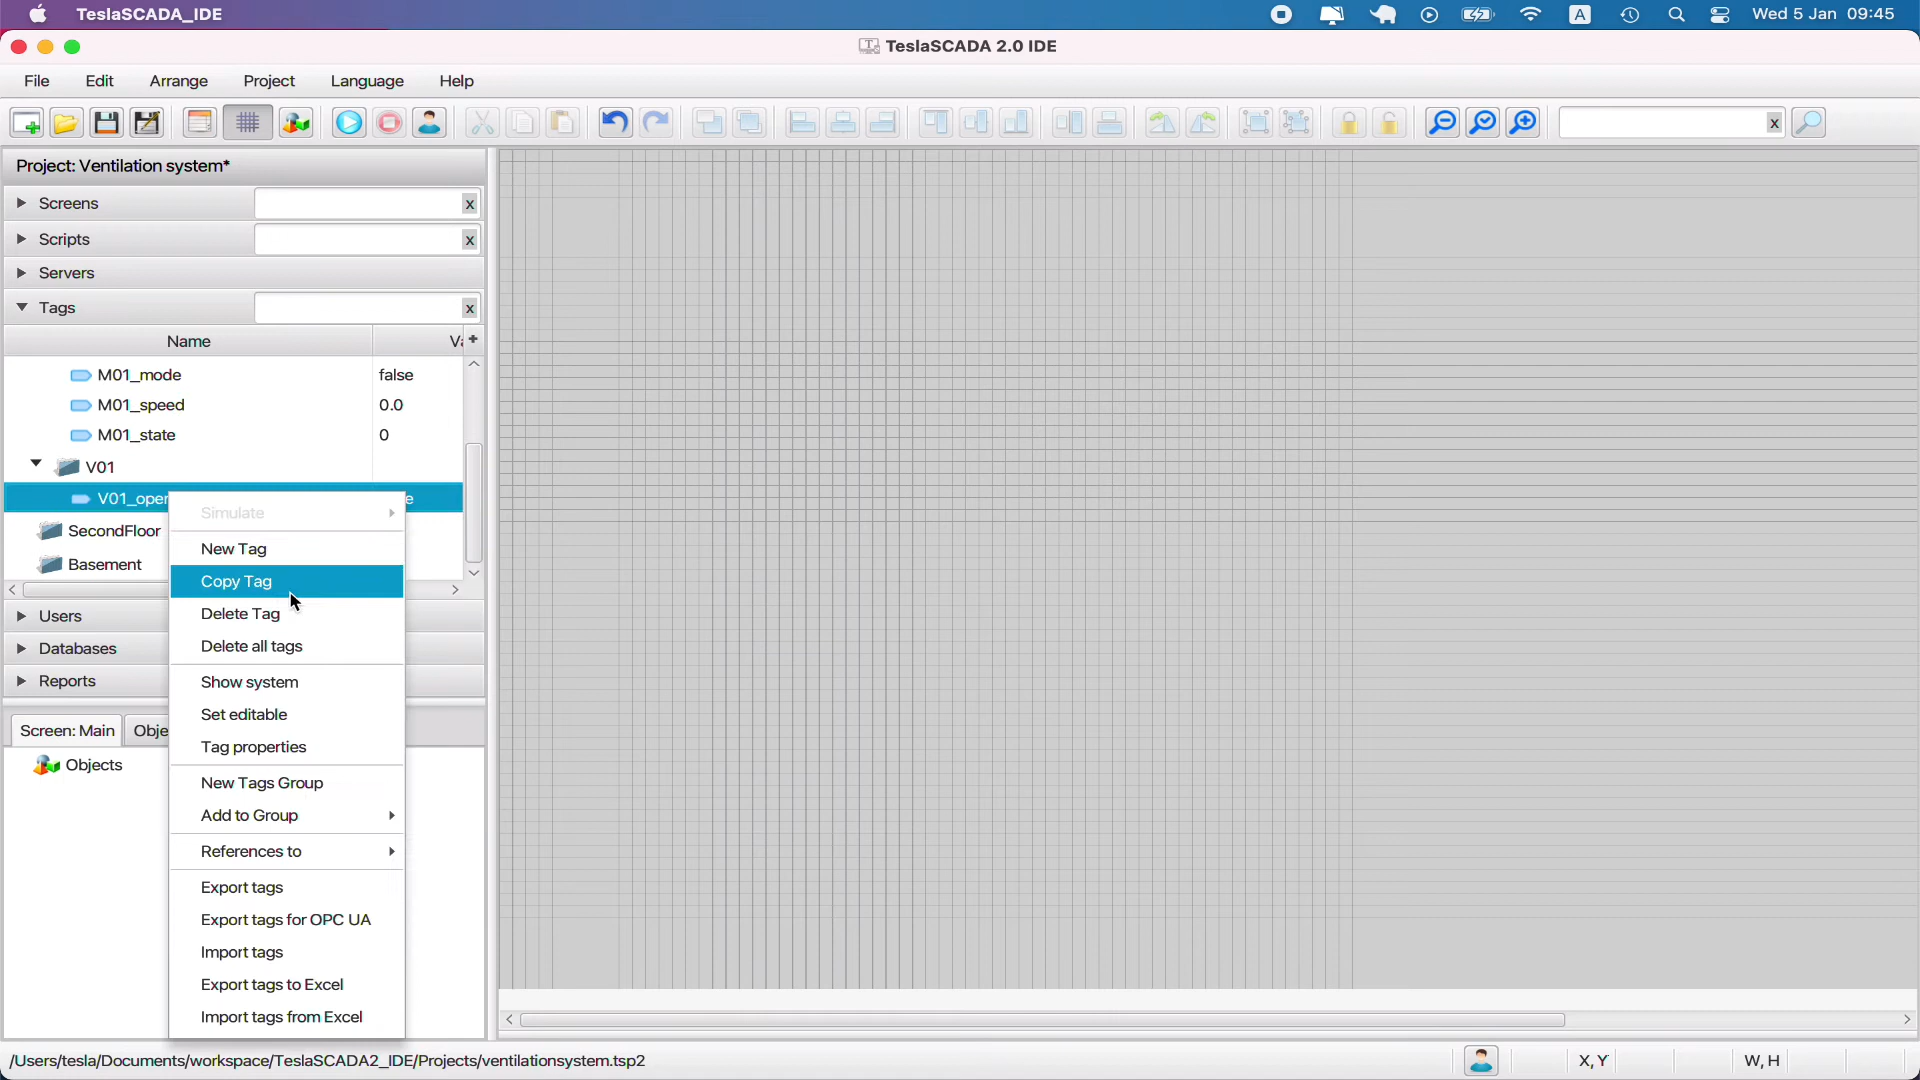 TeslaSCADA_IDE
A
Wed 5 Jan 09:45
TeslaSCADA 2.0 IDE
File Edit Arrange Project Language Help
x
Project: Ventilation system*
Screens x
Scripts x
Servers
Tags x
Name +
M01_mode false
M01_speed 0.0
M01_state 0
V01
Simulate
New Tag
SecondFloor
Copy Tag
Basement
Delete Tag
Users
Delete all tags
Databases
Show system
Reports
Set editable
Screen: Main
Tag properties
Objects
New Tags Group
Add to Group
References to
Export tags
Export tags for OPC UA
Import tags
Export tags to Excel
Import tags from Excel
/Users/tesla/Documents/workspace/TeslaSCADA2_IDE/Projects/ventilationsystem.tsp2
X, Y
W, H